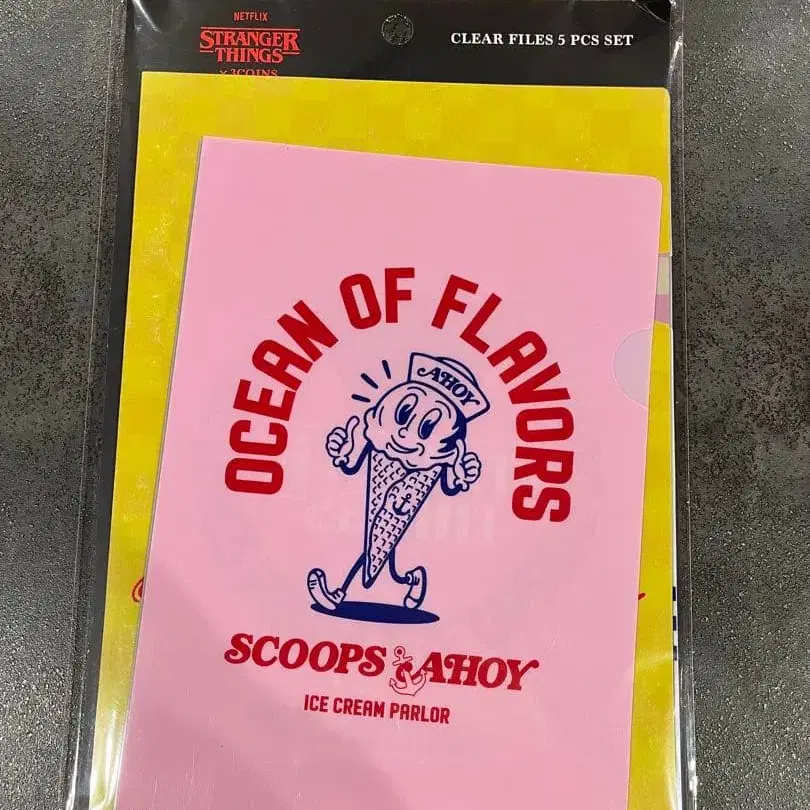 NETFLIX
STRANGER
THINGS
CLEAR FILES 5 PCS SET
× 3COINS
OCEAN OF FLAVORS
AHOY
SCOOPS AHOY
ICE CREAM PARLOR